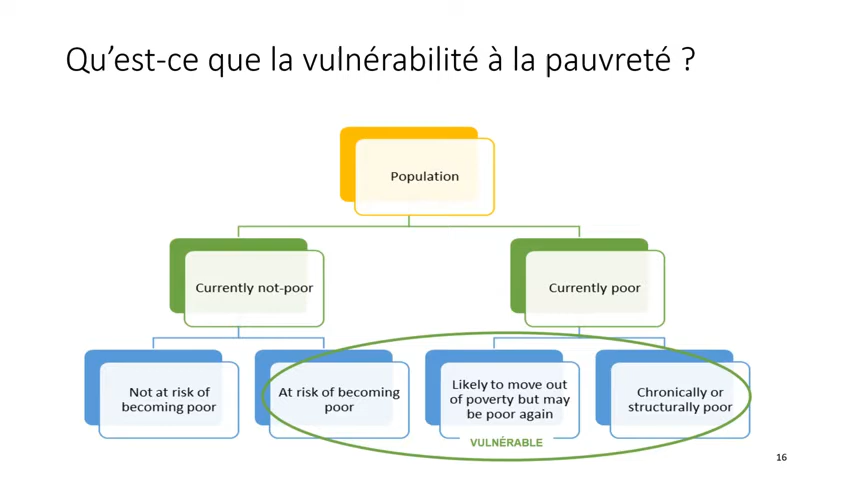 Qu'est-ce que la vulnérabilité à la pauvreté ?
Population
Currently not-poor
Currently poor
Not at risk of
becoming poor
At risk of becoming
poor
Likely to move out
of poverty but may
be poor again
Chronically or
structurally poor
VULNÉRABLE
16